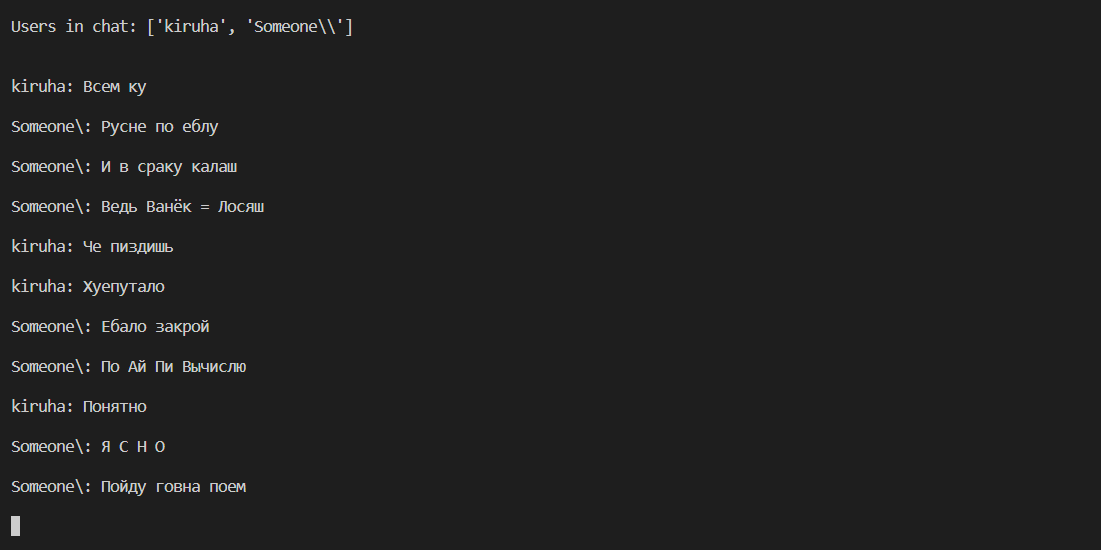 Users in chat: ['kiruha', 'Someone\\']
kiruha: Всем ку
Someone\: Русне по еблу
Someone\: И в сраку калаш
Someone\: Ведь Ванёк = Лосяш
kiruha: Че пиздишь
kiruha: Хуепутало
Someone\: Ебало закрой
Someone\: По Ай Пи Вычислю
kiruha: Понятно
Someone\: Я С Н О
Someone\: Пойду говна поем